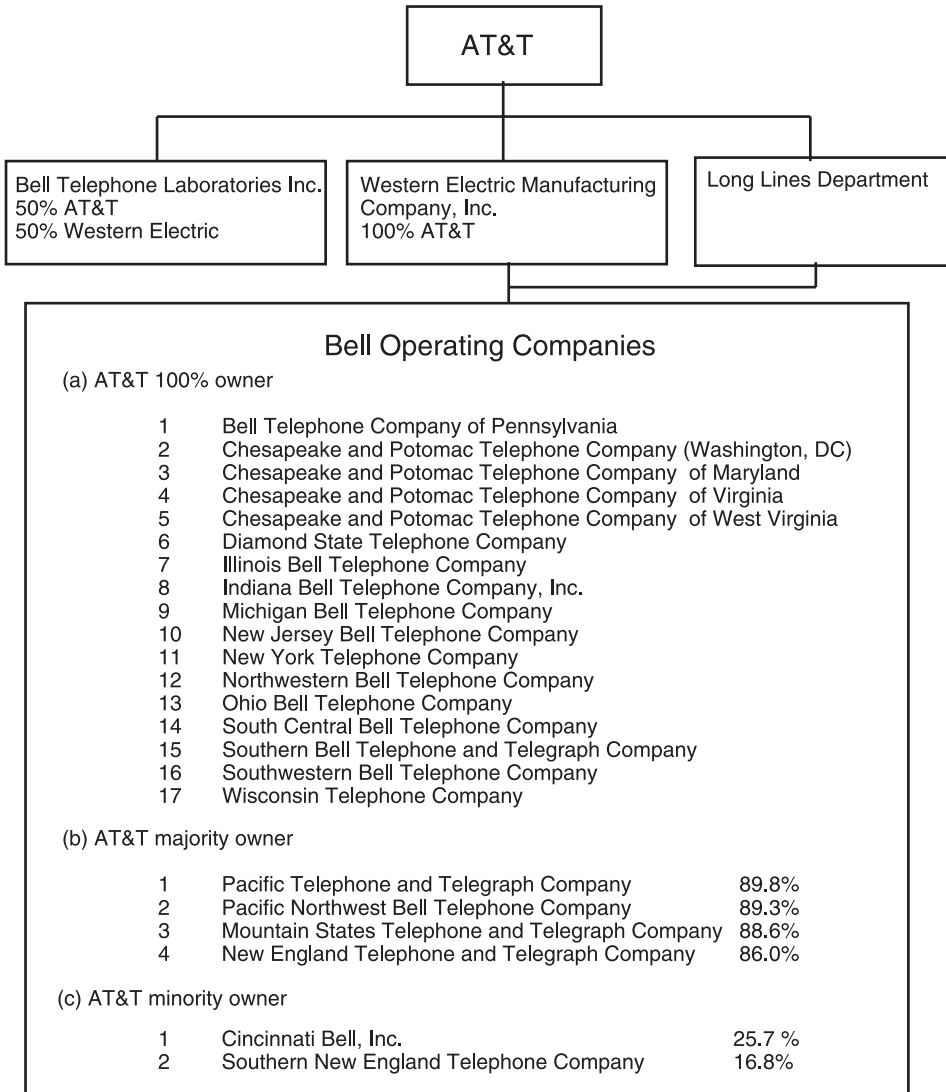 AT&T
Bell Telephone Laboratories Inc.
50% AT&T
50% Western Electric
Western Electric Manufacturing
Company, Inc.
100% AT&T
Long Lines Department
Bell Operating Companies
(a) AT&T 100% owner
1 Bell Telephone Company of Pennsylvania
2 Chesapeake and Potomac Telephone Company (Washington, DC)
3 Chesapeake and Potomac Telephone Company of Maryland
4 Chesapeake and Potomac Telephone Company of Virginia
5 Chesapeake and Potomac Telephone Company of West Virginia
6 Diamond State Telephone Company
7 Illinois Bell Telephone Company
8 Indiana Bell Telephone Company, Inc.
9 Michigan Bell Telephone Company
10 New Jersey Bell Telephone Company
11 New York Telephone Company
12 Northwestern Bell Telephone Company
13 Ohio Bell Telephone Company
14 South Central Bell Telephone Company
15 Southern Bell Telephone and Telegraph Company
16 Southwestern Bell Telephone Company
17 Wisconsin Telephone Company
(b) AT&T majority owner
1 Pacific Telephone and Telegraph Company 89.8%
2 Pacific Northwest Bell Telephone Company 89.3%
3 Mountain States Telephone and Telegraph Company 88.6%
4 New England Telephone and Telegraph Company 86.0%
(c) AT&T minority owner
1 Cincinnati Bell, Inc. 25.7 %
2 Southern New England Telephone Company 16.8%